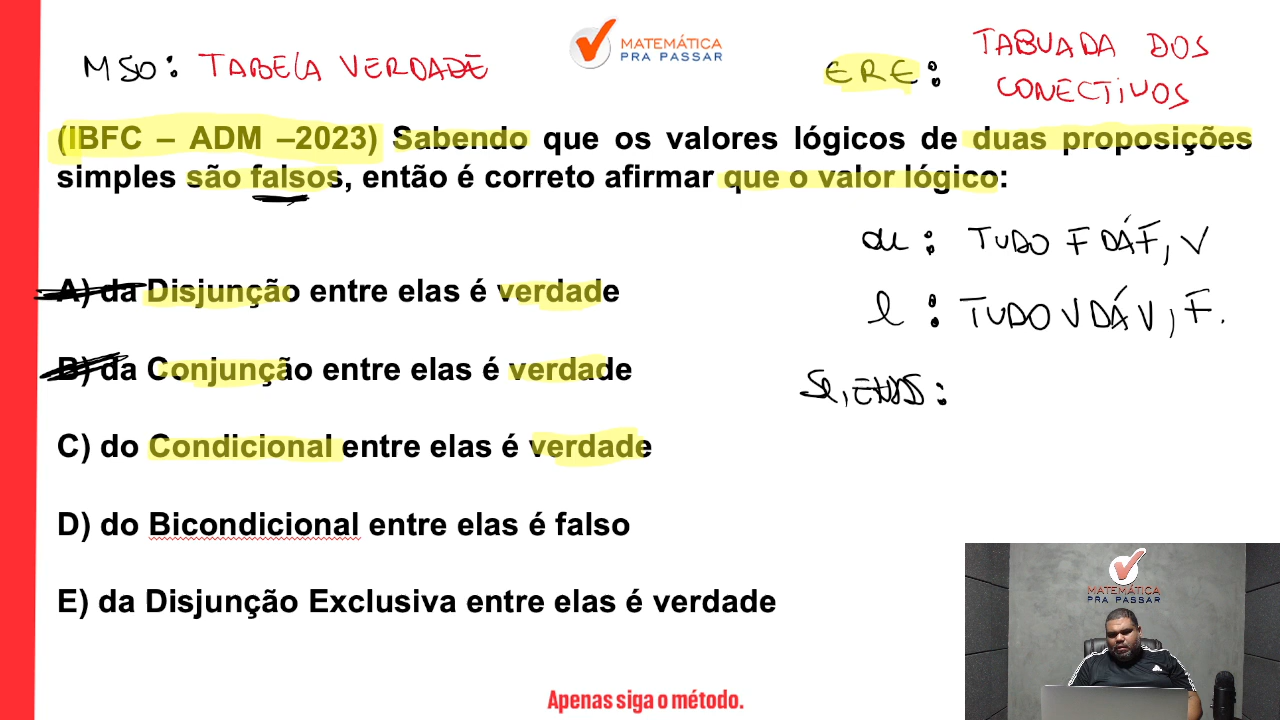 MSO: TABELA VERDADE
MATEMÁTICA
PRA PASSAR
ERE:
TABUADA DOS
CONECTIVOS
(IBFC – ADM –2023) Sabendo que os valores lógicos de duas proposições
simples são falsos, então é correto afirmar que o valor lógico:
ou: TUDO F DÁ F, V
A) da Disjunção entre elas é verdade
e: TUDO V DÁ V, F.
B) da Conjunção entre elas é verdade
Se, ENTÃO:
C) do Condicional entre elas é verdade
D) do Bicondicional entre elas é falso
E) da Disjunção Exclusiva entre elas é verdade
MATEMÁTICA
PRA PASSAR
Apenas siga o método.